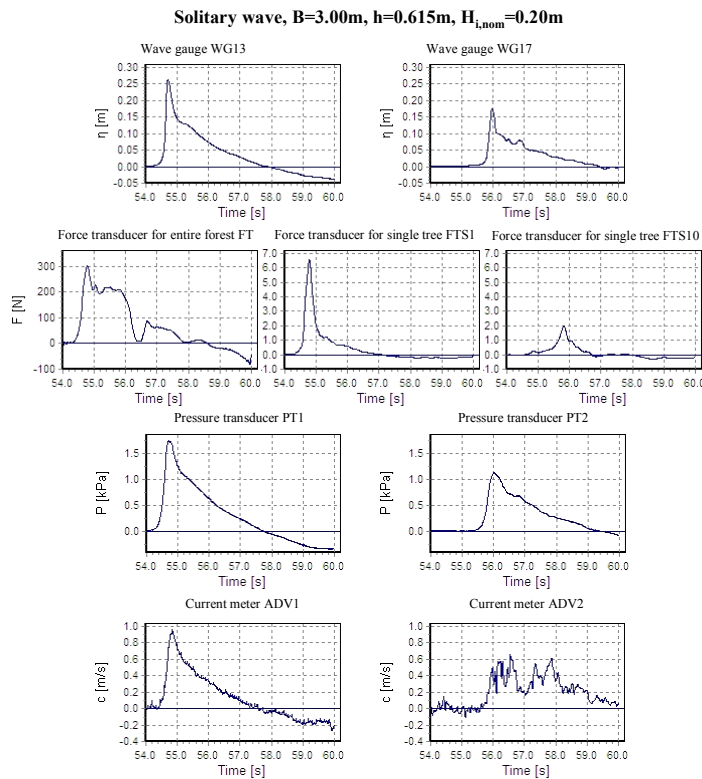 Solitary wave, B=3.00m, h=0.615m, Hi,nom=0.20m
Wave gauge WG13
Wave gauge WG17
0.30
0.25
0.20
0.15
0.10
0.05
0.00
-0.05
η [m]
54.0 55.0 56.0 57.0 58.0 59.0 60.0
Time [s]
0.30
0.25
0.20
0.15
0.10
0.05
0.00
-0.05
η [m]
54.0 55.0 56.0 57.0 58.0 59.0 60.0
Time [s]
Force transducer for entire forest FT
Force transducer for single tree FTS1
Force transducer for single tree FTS10
300
200
100
0
-100
F [N]
54.0 55.0 56.0 57.0 58.0 59.0 60.0
Time [s]
7.0
6.0
5.0
4.0
3.0
2.0
1.0
0.0
-1.0
54.0 55.0 56.0 57.0 58.0 59.0 60.0
Time [s]
7.0
6.0
5.0
4.0
3.0
2.0
1.0
0.0
-1.0
54.0 55.0 56.0 57.0 58.0 59.0 60.0
Time [s]
Pressure transducer PT1
Pressure transducer PT2
1.5
1.0
0.5
0.0
P [kPa]
54.0 55.0 56.0 57.0 58.0 59.0 60.0
Time [s]
1.5
1.0
0.5
0.0
P [kPa]
54.0 55.0 56.0 57.0 58.0 59.0 60.0
Time [s]
Current meter ADV1
Current meter ADV2
1.0
0.8
0.6
0.4
0.2
0.0
-0.2
-0.4
c [m/s]
54.0 55.0 56.0 57.0 58.0 59.0 60.0
Time [s]
1.0
0.8
0.6
0.4
0.2
0.0
-0.2
-0.4
c [m/s]
54.0 55.0 56.0 57.0 58.0 59.0 60.0
Time [s]